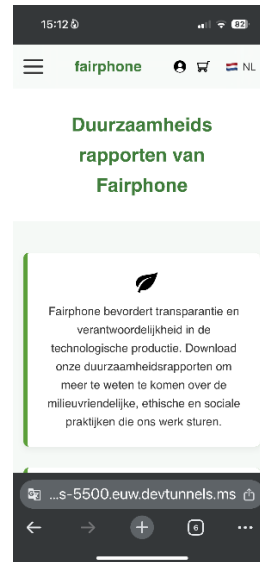 15:12
82
fairphone
NL
Duurzaamheids
rapporten van
Fairphone
Fairphone bevordert transparantie en
verantwoordelijkheid in de
technologische productie. Download
onze duurzaamheidsrapporten om
meer te weten te komen over de
milieuvriendelijke, ethische en sociale
praktijken die ons werk sturen.
...s-5500.euw.devtunnels.ms
6